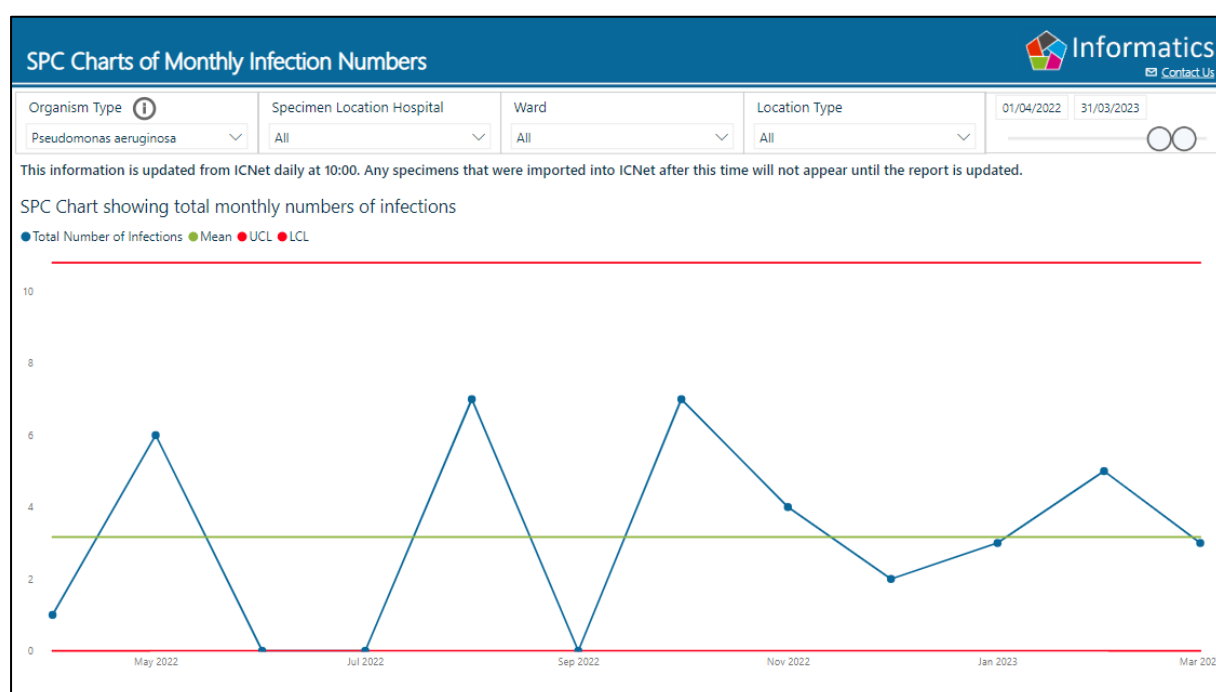 SPC Charts of Monthly Infection Numbers
Informatics
Contact Us
Organism Type
Pseudomonas aeruginosa
Specimen Location Hospital
All
Ward
All
Location Type
All
01/04/2022 31/03/2023
This information is updated from ICNet daily at 10:00. Any specimens that were imported into ICNet after this time will not appear until the report is updated.
SPC Chart showing total monthly numbers of infections
Total Number of Infections Mean UCL LCL
10
8
6
4
2
0
May 2022 Jul 2022 Sep 2022 Nov 2022 Jan 2023 Mar 202